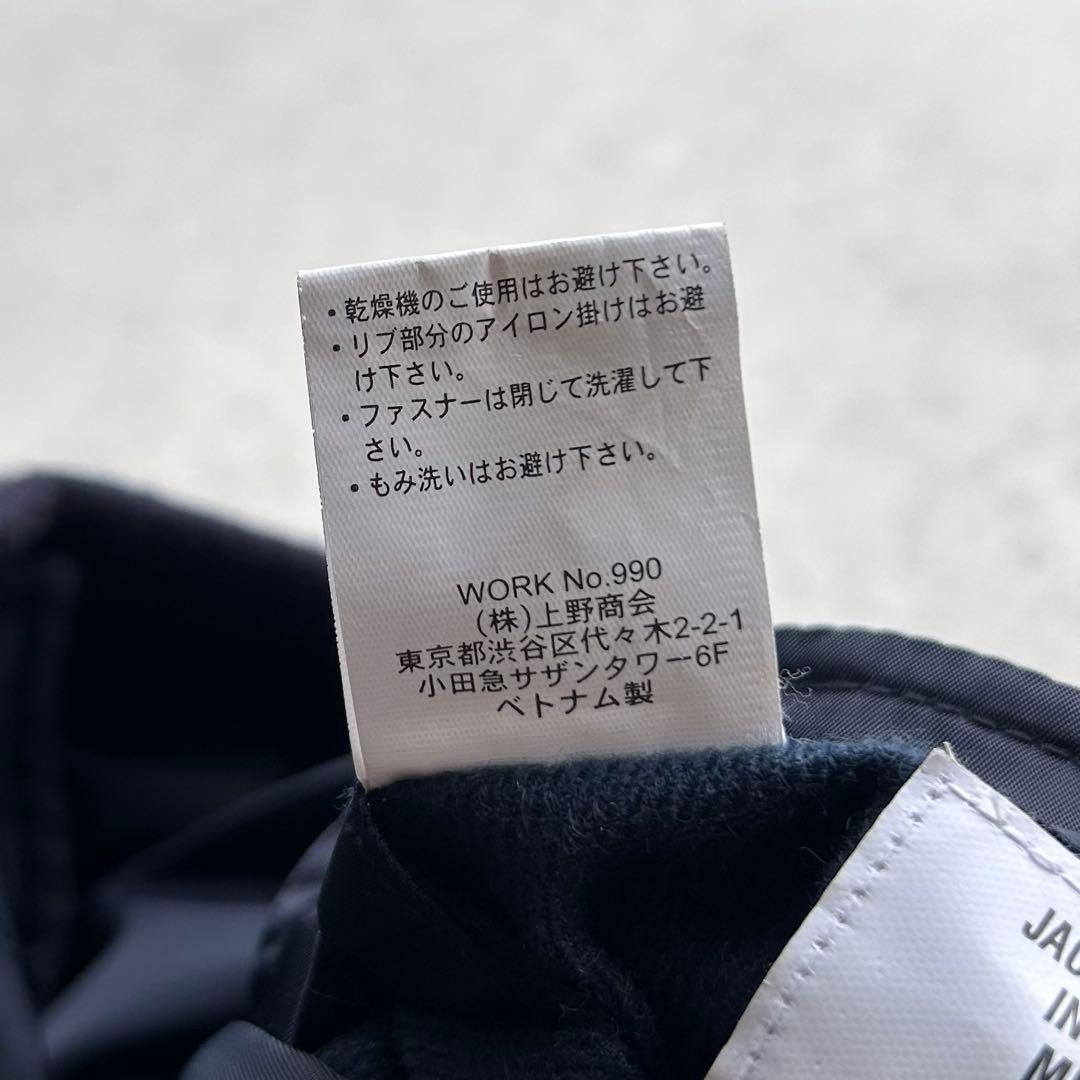 ・乾燥機のご使用はお避け下さい。
・リブ部分のアイロン掛けはお避
け下さい。
・ファスナーは閉じて洗濯して下
さい。
・もみ洗いはお避け下さい。
WORK No.990
(株)上野商会
東京都渋谷区代々木2-2-1
小田急サザンタワー6F
ベトナム製